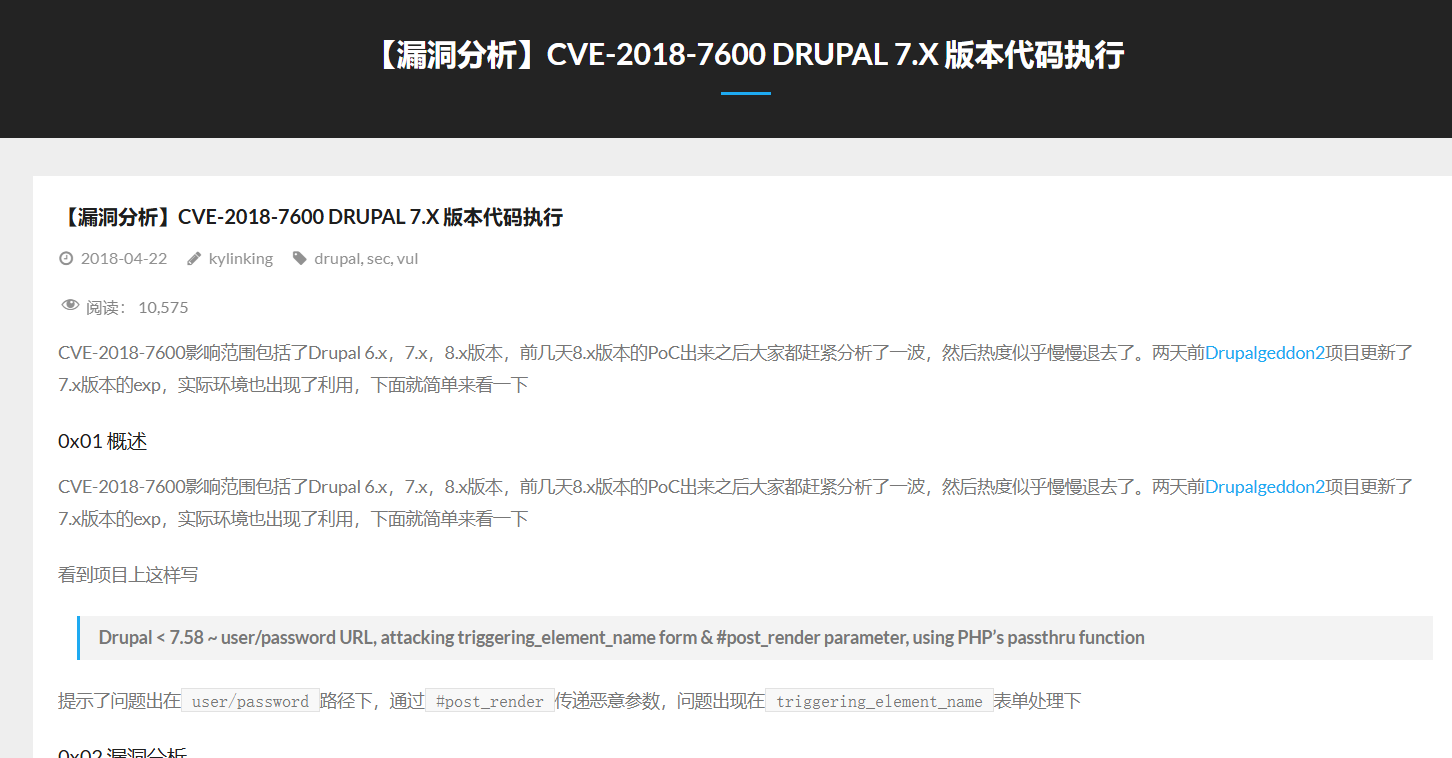 【漏洞分析】CVE-2018-7600 DRUPAL 7.X 版本代码执行
【漏洞分析】CVE-2018-7600 DRUPAL 7.X 版本代码执行
2018-04-22 kylinking drupal, sec, vul
阅读： 10,575
CVE-2018-7600影响范围包括了Drupal 6.x，7.x，8.x版本，前几天8.x版本的PoC出来之后大家都赶紧分析了一波，然后热度似乎慢慢退去了。两天前Drupalgeddon2项目更新了
7.x版本的exp，实际环境也出现了利用，下面就简单来看一下
0x01 概述
CVE-2018-7600影响范围包括了Drupal 6.x，7.x，8.x版本，前几天8.x版本的PoC出来之后大家都赶紧分析了一波，然后热度似乎慢慢退去了。两天前Drupalgeddon2项目更新了
7.x版本的exp，实际环境也出现了利用，下面就简单来看一下
看到项目上这样写
Drupal < 7.58 ~ user/password URL, attacking triggering_element_name form & #post_render parameter, using PHP’s passthru function
提示了问题出在 user/password 路径下，通过 #post_render 传递恶意参数，问题出现在 triggering_element_name 表单处理下
0x02 漏洞分析